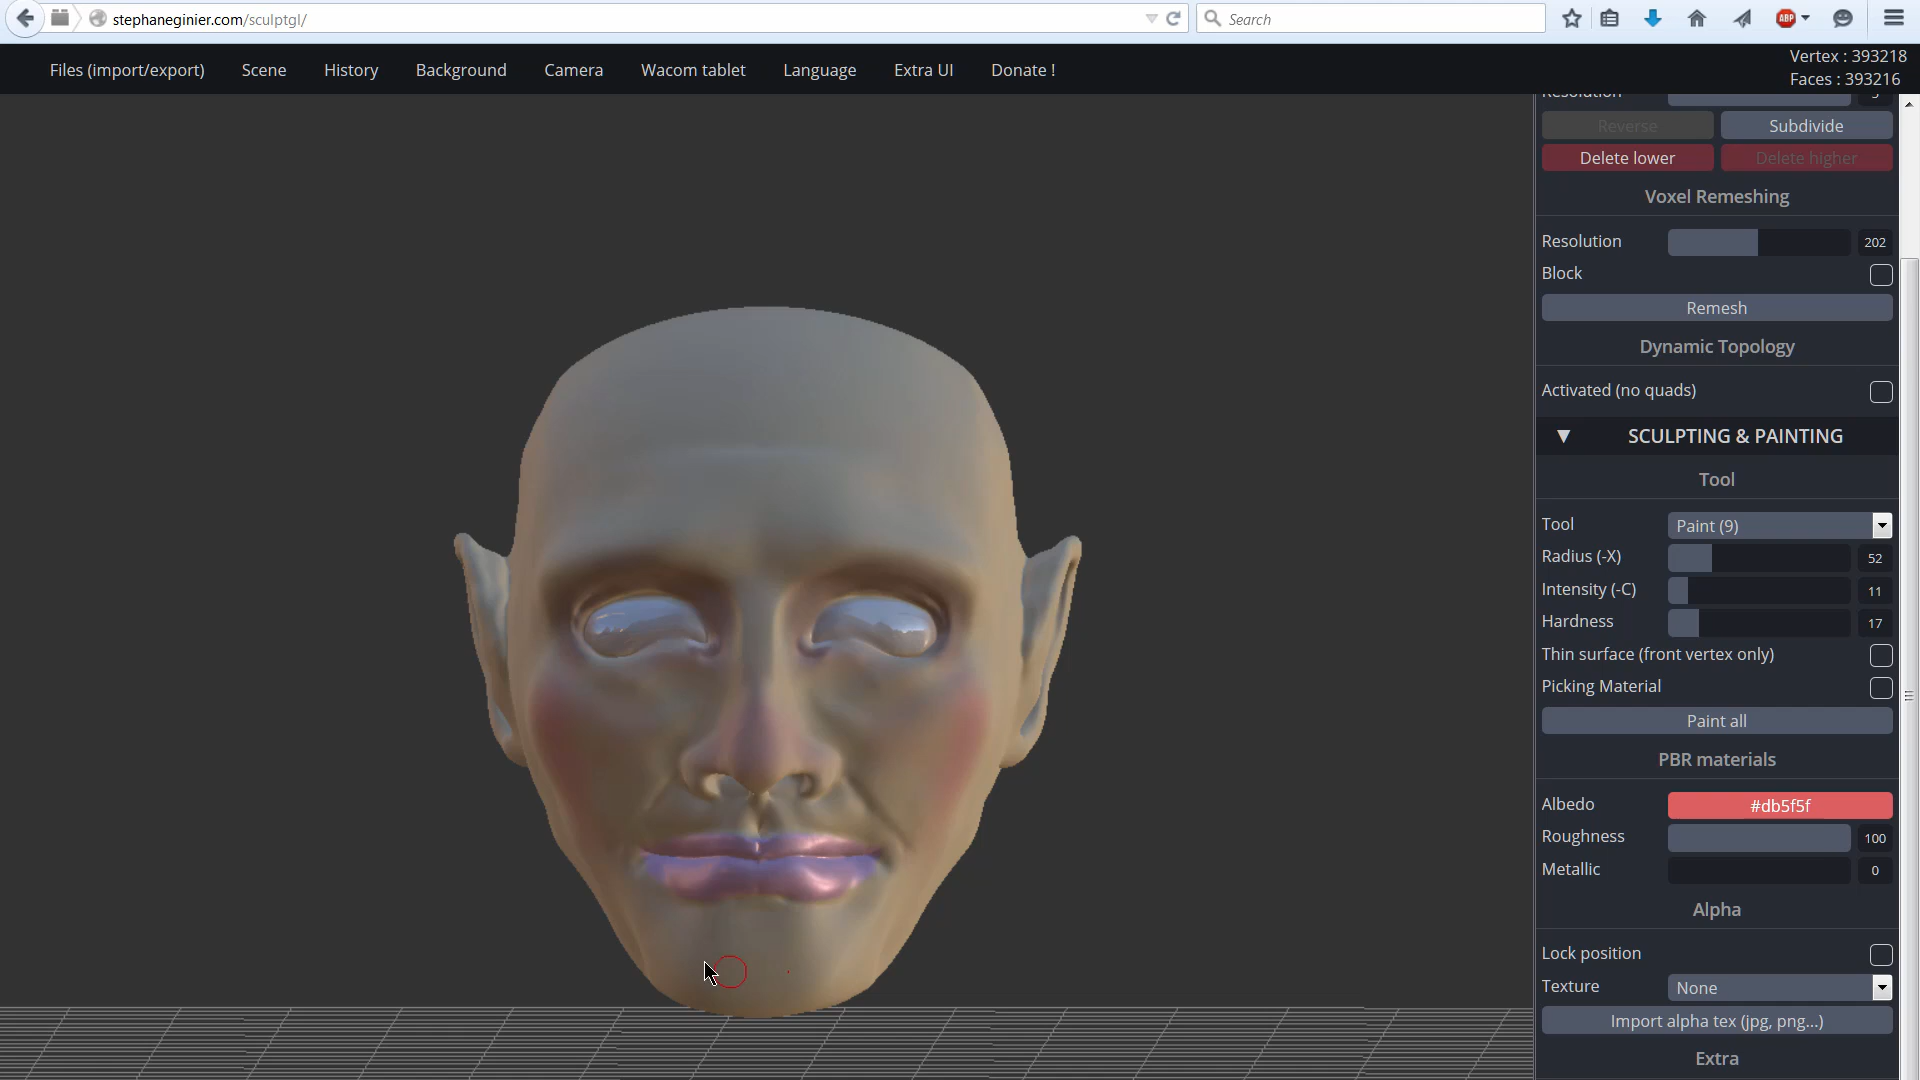 stephaneginier.com/sculptgl/
Search
ABP
Files (import/export) Scene History Background Camera Wacom tablet Language Extra UI Donate !
Vertex : 393218
Faces : 393216
Resolution 5
Reverse Subdivide
Delete lower Delete higher
Voxel Remeshing
Resolution 202
Block
Remesh
Dynamic Topology
Activated (no quads)
▼ SCULPTING & PAINTING
Tool
Tool Paint (9)
Radius (-X) 52
Intensity (-C) 11
Hardness 17
Thin surface (front vertex only)
Picking Material
Paint all
PBR materials
Albedo #db5f5f
Roughness 100
Metallic 0
Alpha
Lock position
Texture None
Import alpha tex (jpg, png...)
Extra